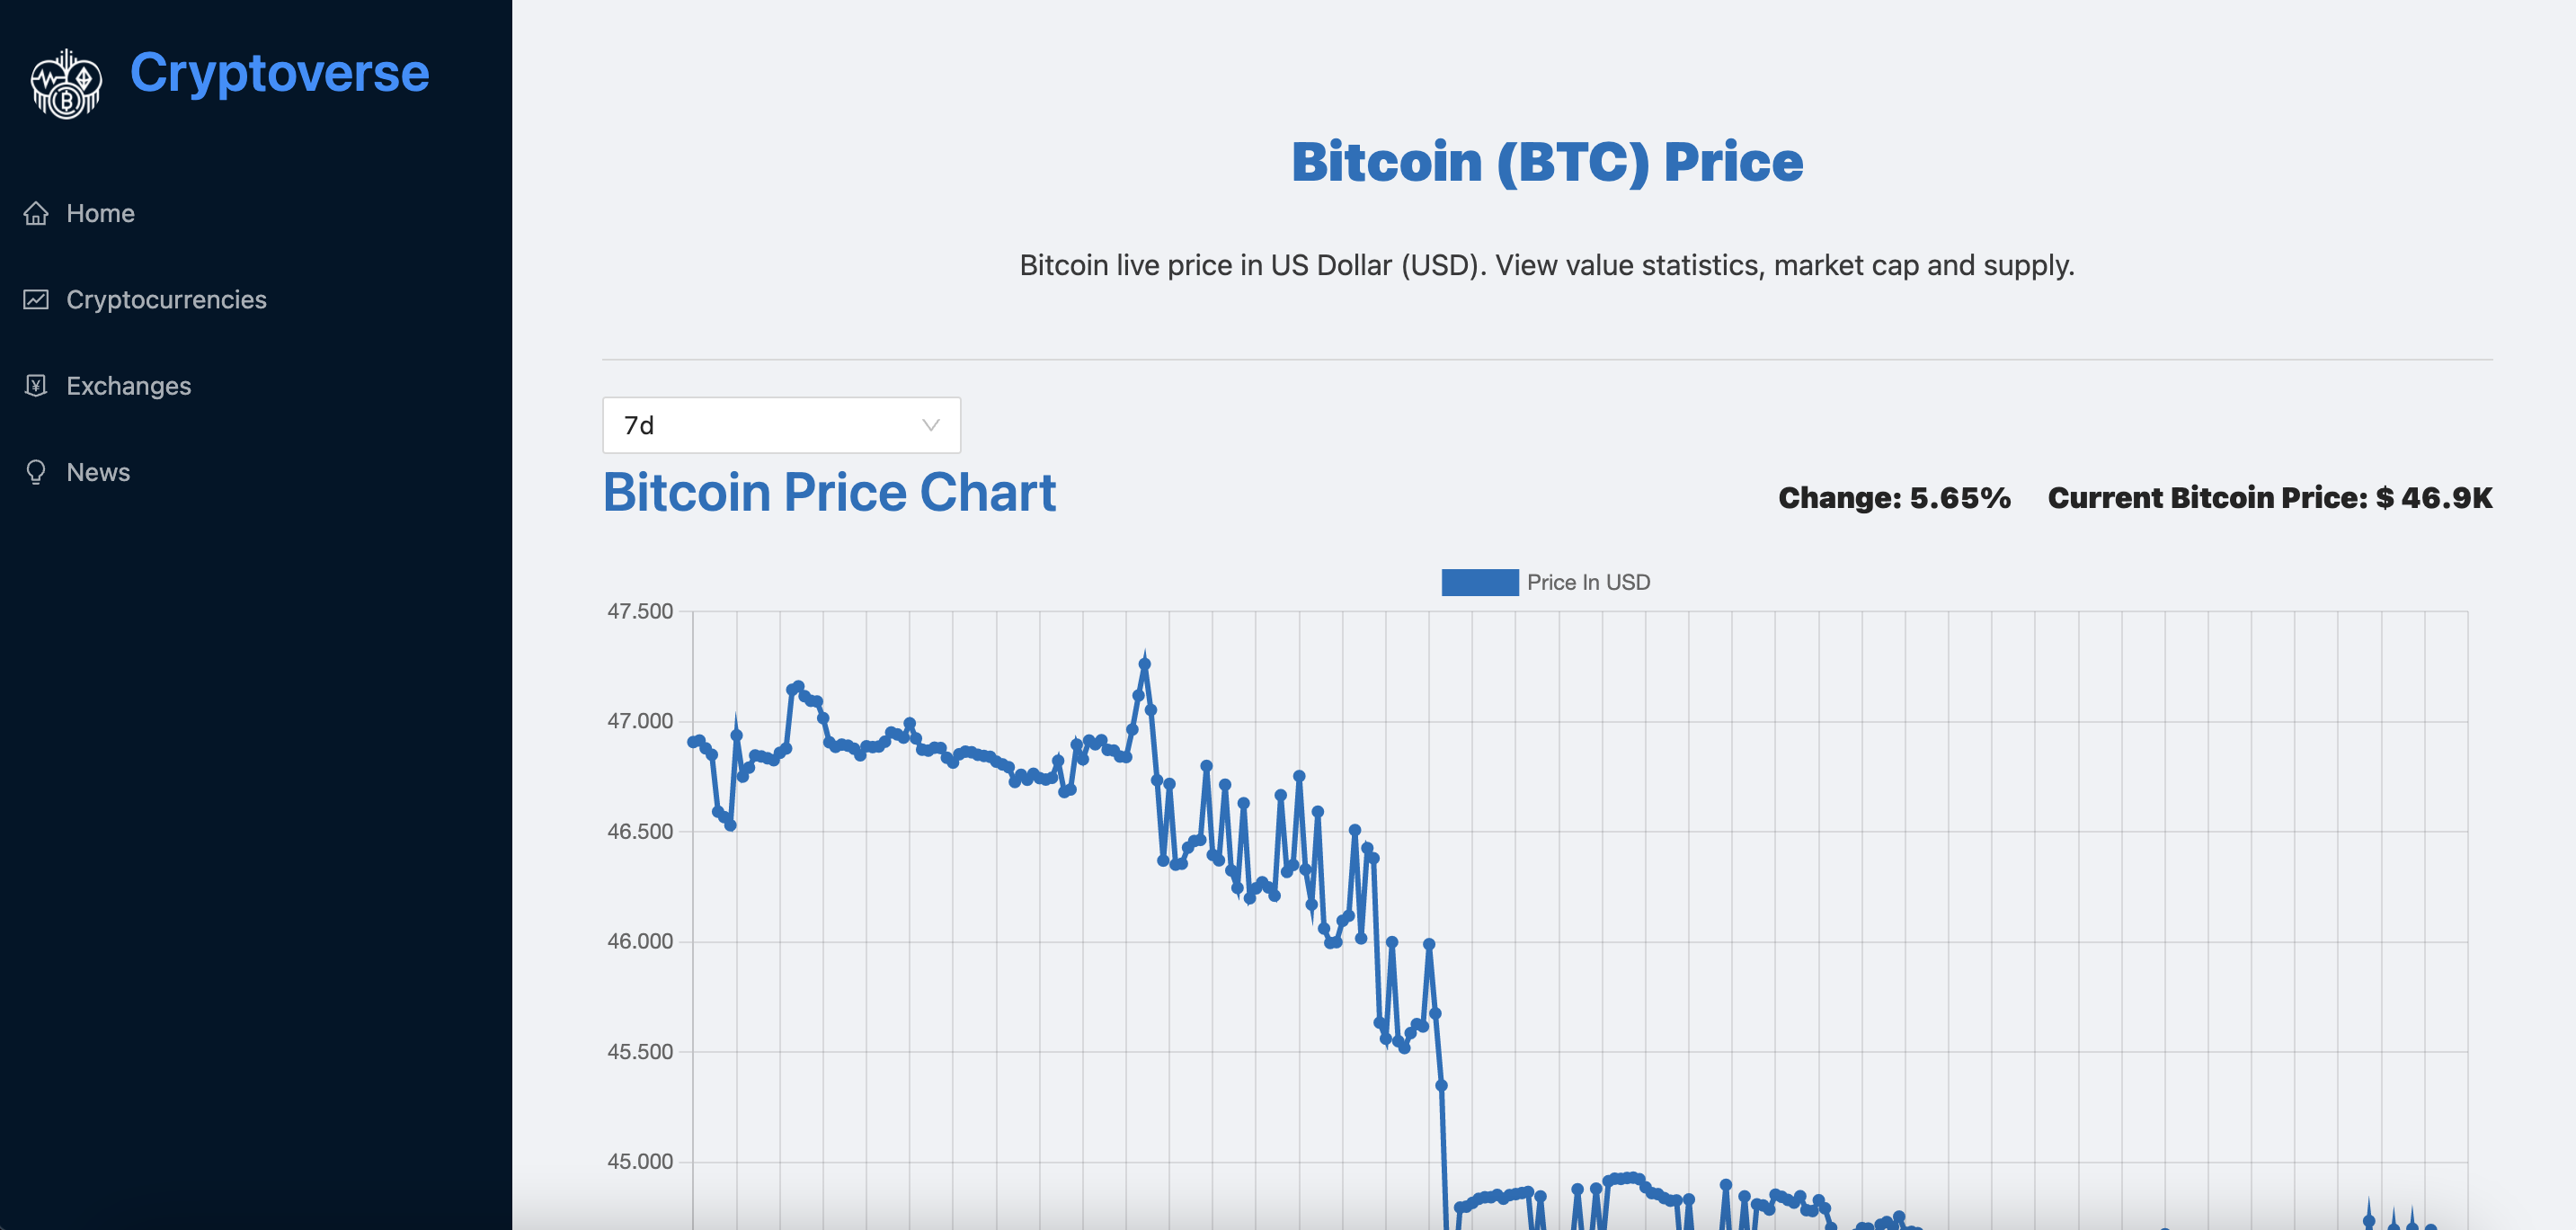 Cryptoverse
Home
Cryptocurrencies
Exchanges
News
Bitcoin (BTC) Price
Bitcoin live price in US Dollar (USD). View value statistics, market cap and supply.
7d
Bitcoin Price Chart
Change: 5.65%
Current Bitcoin Price: $ 46.9K
Price In USD
47.500
47.000
46.500
46.000
45.500
45.000